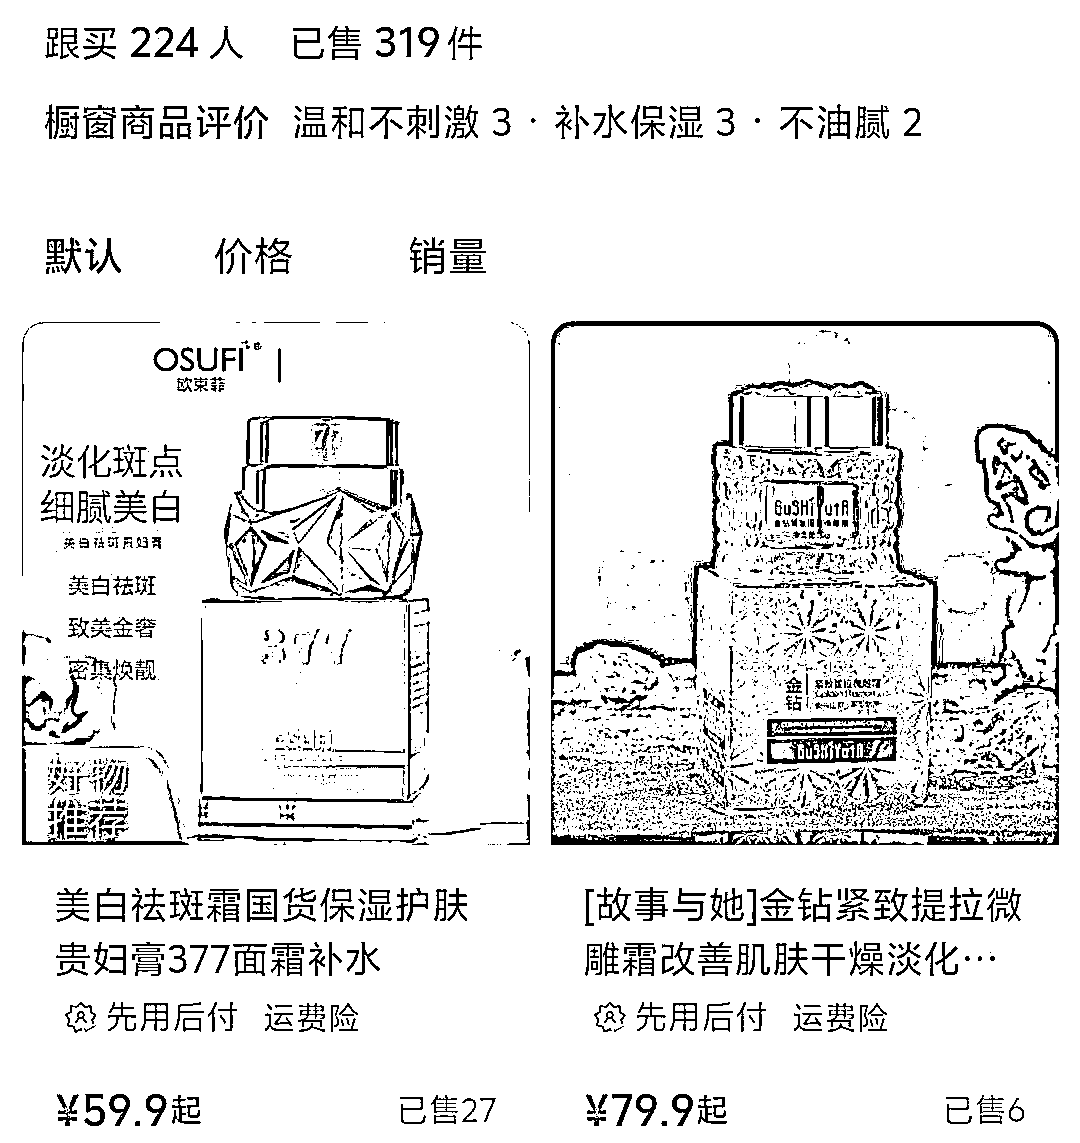 跟买 224 人 已售 319 件
橱窗商品评价 温和不刺激 3 · 补水保湿 3 · 不油腻 2
默认 价格 销量
OSUFI
欧束菲
淡化斑点
细腻美白
美白祛斑贵妇膏
美白祛斑
致美金奢
密集焕靓
377
好物
推荐
GuSHiYutA
金钻
美白祛斑霜国货保湿护肤
贵妇膏377面霜补水
先用后付 运费险
¥59.9起 已售27
[故事与她]金钻紧致提拉微
雕霜改善肌肤干燥淡化…
先用后付 运费险
¥79.9起 已售6